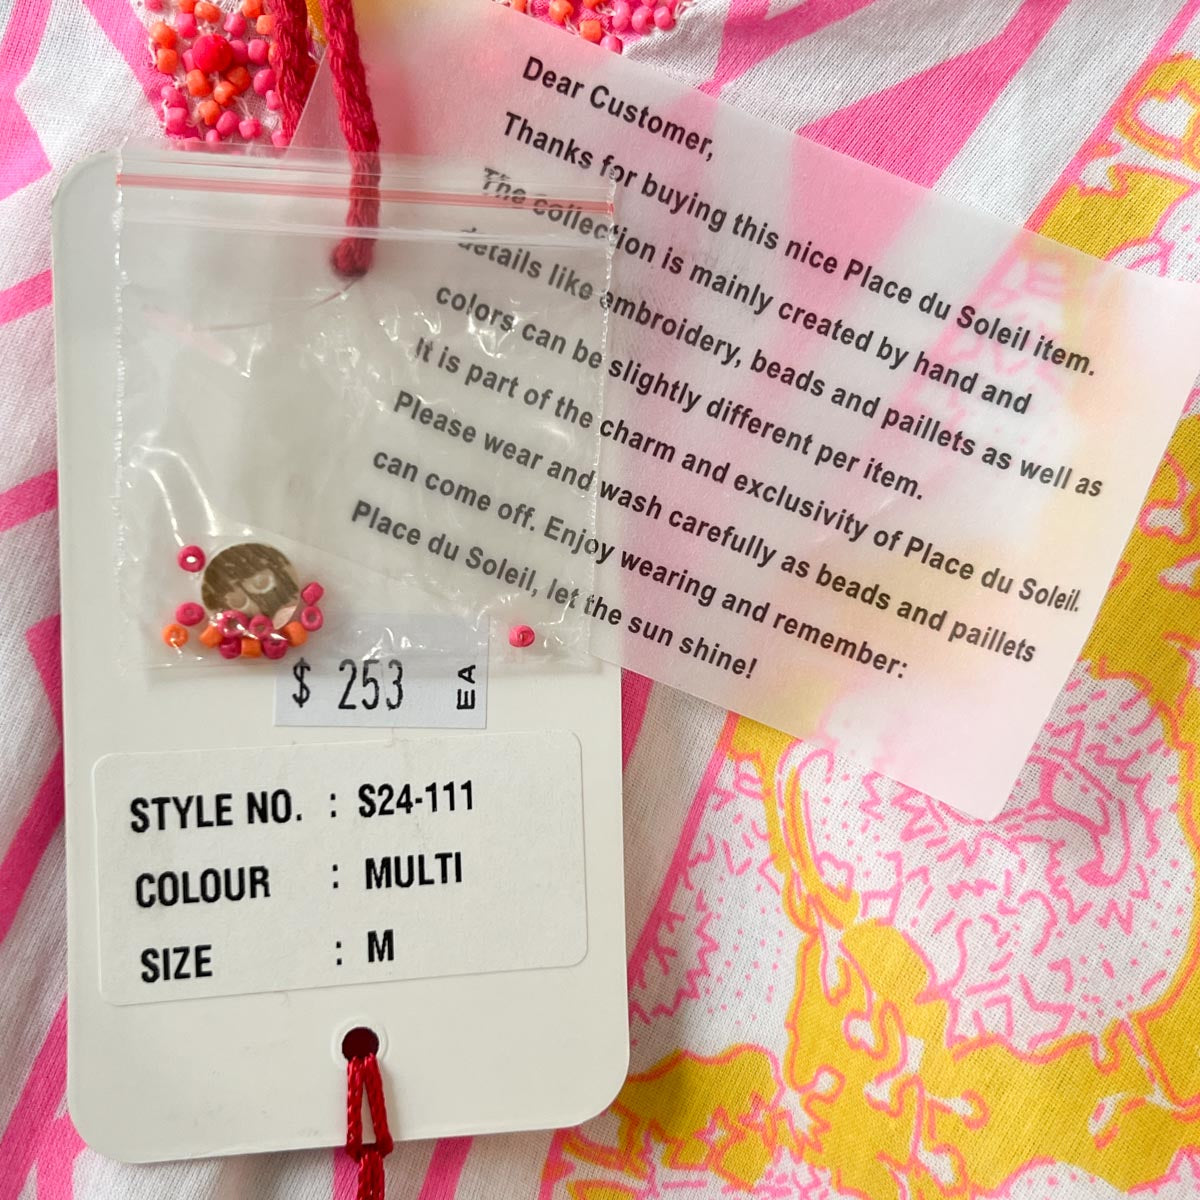 Dear Customer,
Thanks for buying this nice Place du Soleil item.
The collection is mainly created by hand and
details like embroidery, beads and paillets as well as
colors can be slightly different per item.
It is part of the charm and exclusivity of Place du Soleil.
Please wear and wash carefully as beads and paillets
can come off. Enjoy wearing and remember:
Place du Soleil, let the sun shine!
$ 253 EA
STYLE NO. : S24-111
COLOUR : MULTI
SIZE : M